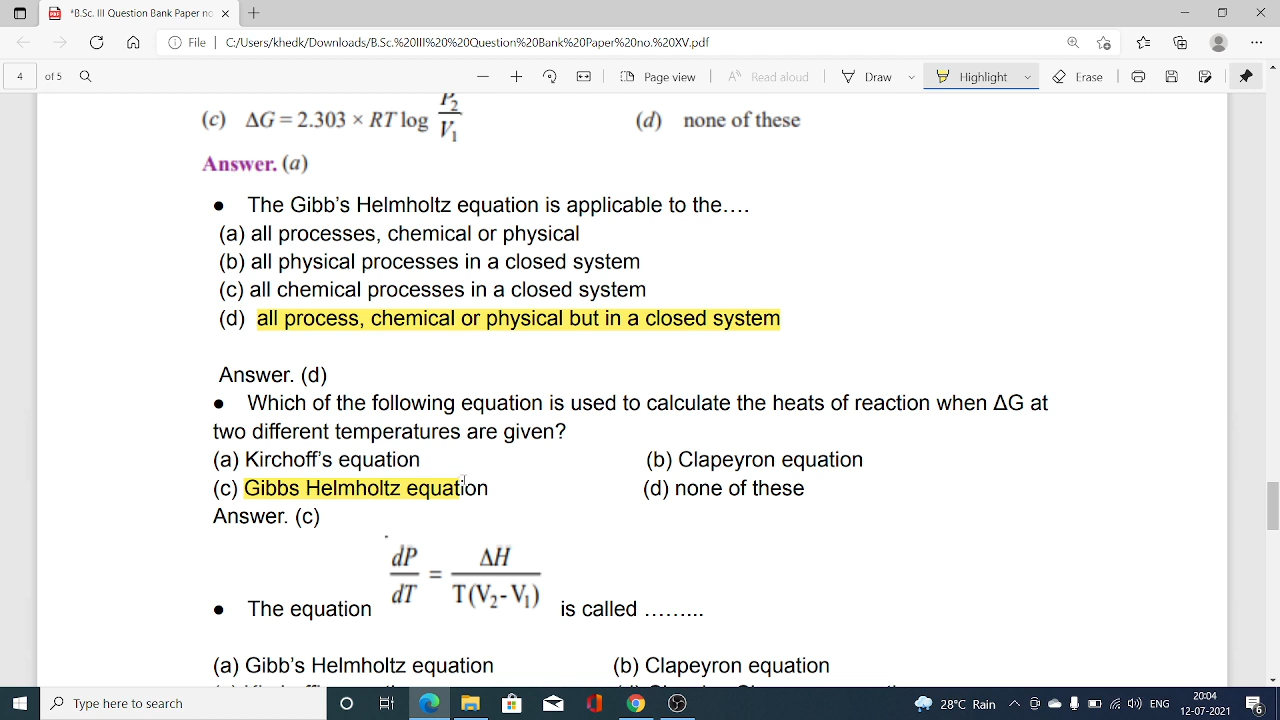 *B.Sc. III Question Bank Paper no
File C:/Users/khedk/Downloads/B.Sc.%20III%20%20Question%20Bank%20Paper%20no.%20XV.pdf
4 of 5 Page view Read aloud Draw Highlight Erase
(c) ΔG = 2.303 × RT log P₂/V₁ (d) none of these
Answer. (a)
● The Gibb's Helmholtz equation is applicable to the….
(a) all processes, chemical or physical
(b) all physical processes in a closed system
(c) all chemical processes in a closed system
(d) all process, chemical or physical but in a closed system
Answer. (d)
● Which of the following equation is used to calculate the heats of reaction when ΔG at
two different temperatures are given?
(a) Kirchoff's equation (b) Clapeyron equation
(c) Gibbs Helmholtz equation (d) none of these
Answer. (c)
● The equation dP/dT = ΔH/T(V₂-V₁) is called ……...
(a) Gibb's Helmholtz equation (b) Clapeyron equation
Type here to search 28°C Rain ENG 20:04 12-07-2021 6